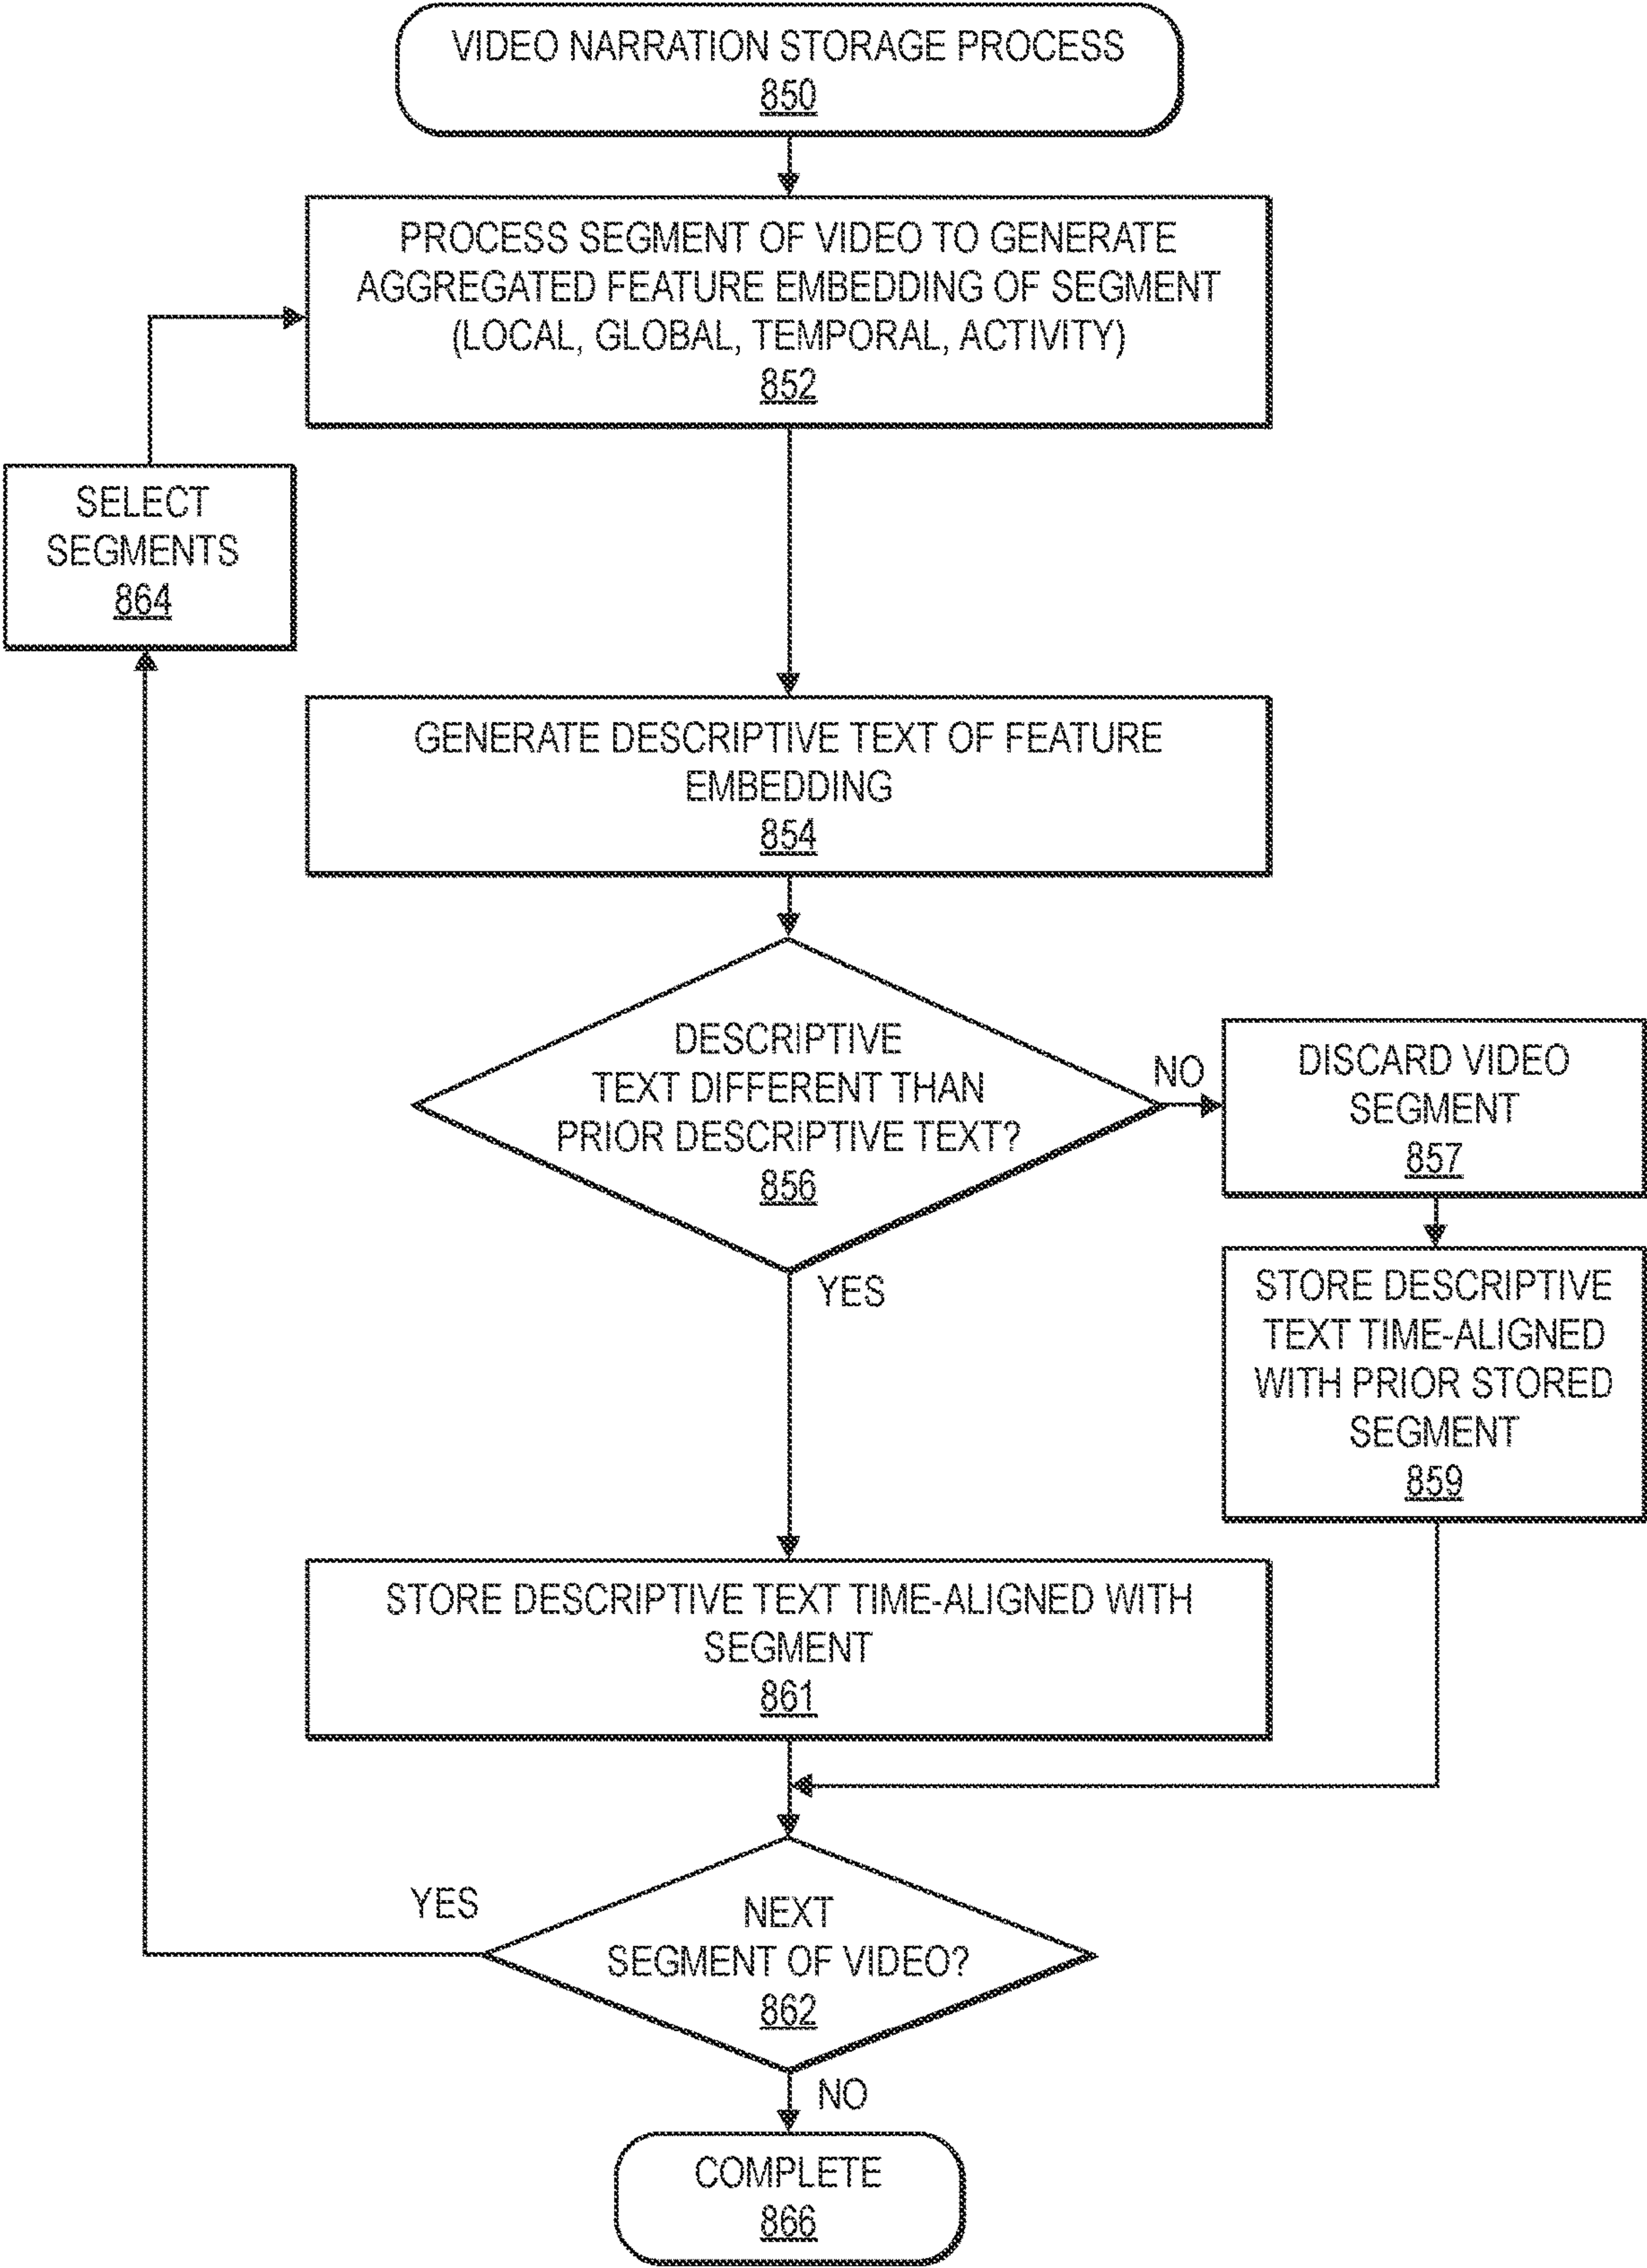 VIDEO NARRATION STORAGE PROCESS
850
PROCESS SEGMENT OF VIDEO TO GENERATE
AGGREGATED FEATURE EMBEDDING OF SEGMENT
(LOCAL, GLOBAL, TEMPORAL, ACTIVITY)
852
SELECT
SEGMENTS
864
GENERATE DESCRIPTIVE TEXT OF FEATURE
EMBEDDING
854
DESCRIPTIVE
TEXT DIFFERENT THAN
PRIOR DESCRIPTIVE TEXT?
856
NO
DISCARD VIDEO
SEGMENT
857
STORE DESCRIPTIVE
TEXT TIME-ALIGNED
WITH PRIOR STORED
SEGMENT
859
YES
STORE DESCRIPTIVE TEXT TIME-ALIGNED WITH
SEGMENT
861
YES
NEXT
SEGMENT OF VIDEO?
862
NO
COMPLETE
866